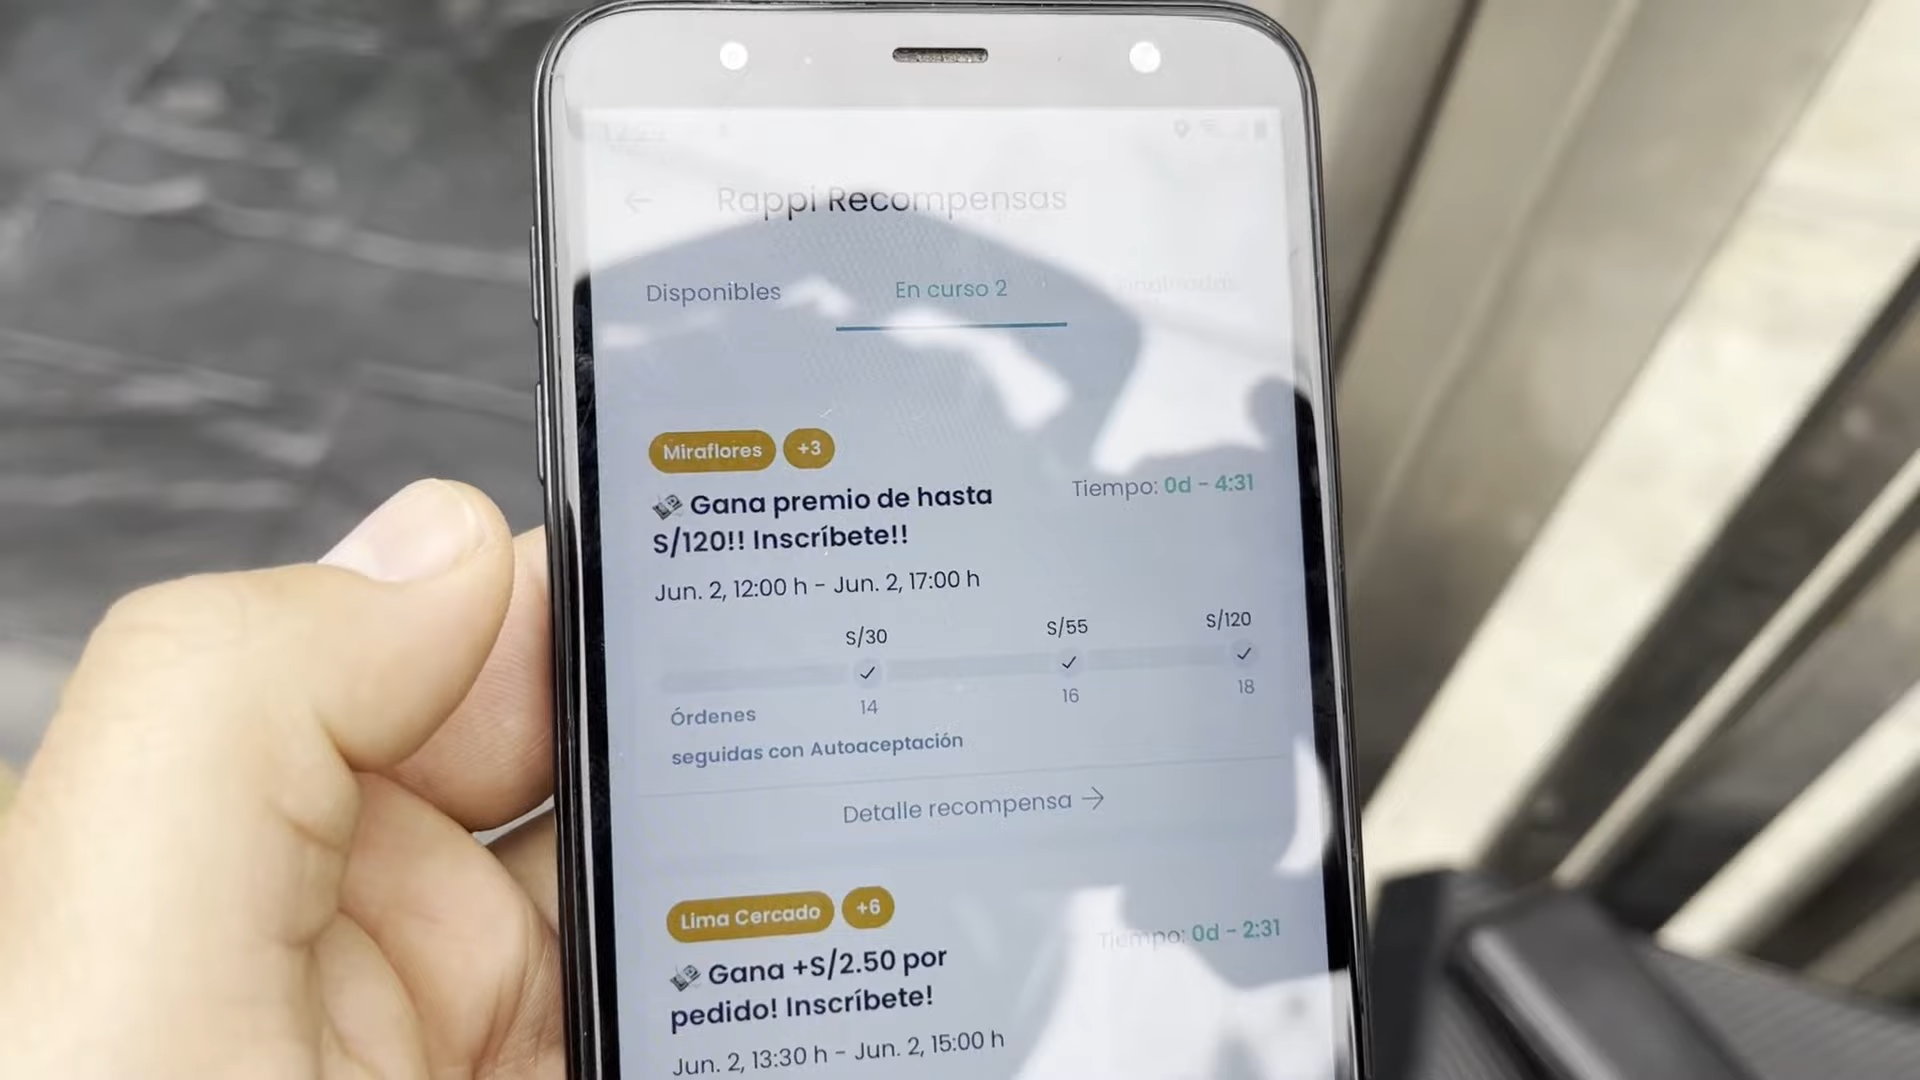 Rappi Recompensas
Disponibles
En curso 2
Finalizadas
Miraflores +3
Gana premio de hasta
S/120!! Inscríbete!!
Tiempo: 0d - 4:31
Jun. 2, 12:00 h - Jun. 2, 17:00 h
S/30 S/55 S/120
Órdenes 14 16 18
seguidas con Autoaceptación
Detalle recompensa →
Lima Cercado +6
Gana +S/2.50 por
pedido! Inscríbete!
Tiempo: 0d - 2:31
Jun. 2, 13:30 h - Jun. 2, 15:00 h